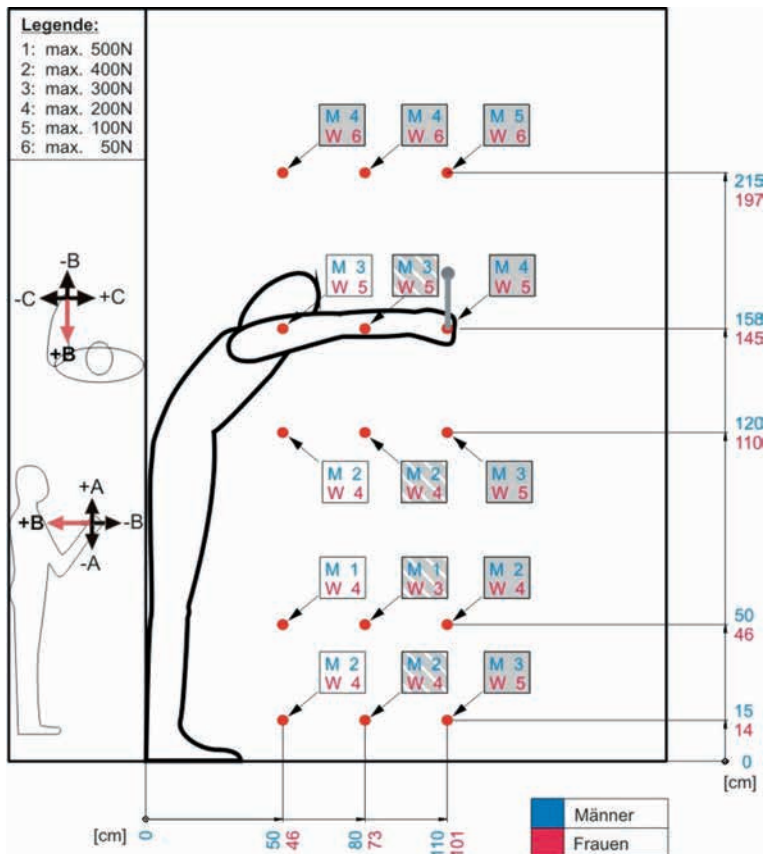 Legende:
1: max. 500N
2: max. 400N
3: max. 300N
4: max. 200N
5: max. 100N
6: max. 50N
M 4
W 6
M 4
W 6
M 5
W 6
215
197
-B
-C
+C
+B
M 3
W 5
M 3
W 5
M 4
W 5
158
145
120
110
M 2
W 4
M 2
W 4
M 3
W 5
+A
+B
-B
-A
M 1
W 4
M 1
W 3
M 2
W 4
50
46
M 2
W 4
M 2
W 4
M 3
W 5
15
14
0
[cm]
[cm]
0
50
46
80
73
110
101
Männer
Frauen